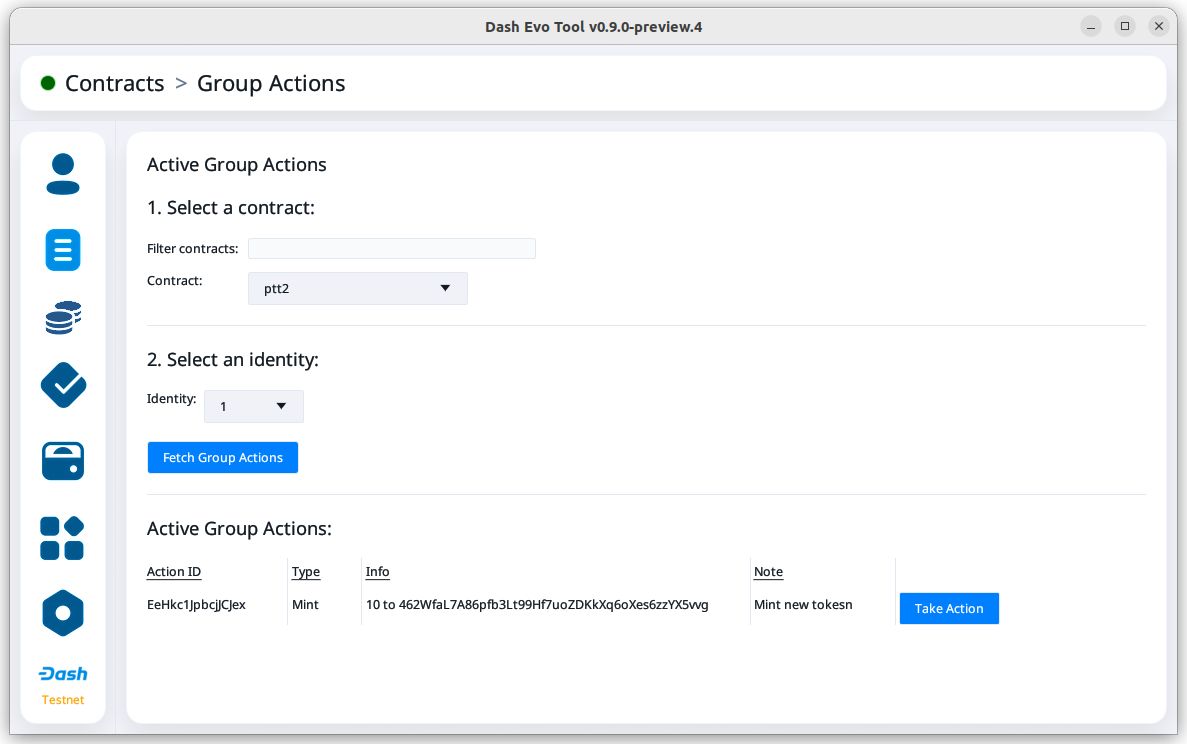 Dash Evo Tool v0.9.0-preview.4
Contracts > Group Actions
Active Group Actions
1. Select a contract:
Filter contracts:
Contract: ptt2
2. Select an identity:
Identity: 1
Fetch Group Actions
Active Group Actions:
Action ID Type Info Note
EeHkc1JpbcjJCJex Mint 10 to 462WfaL7A86pfb3Lt99Hf7uoZDKkXq6oXes6zzYX5vvg Mint new tokesn Take Action
Dash
Testnet